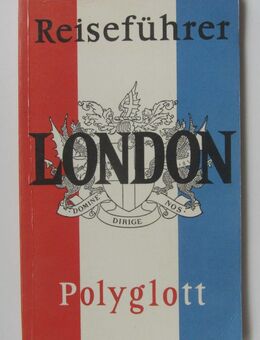 Reiseführer
LONDON
DOMINE DIRIGE NOS
Polyglott